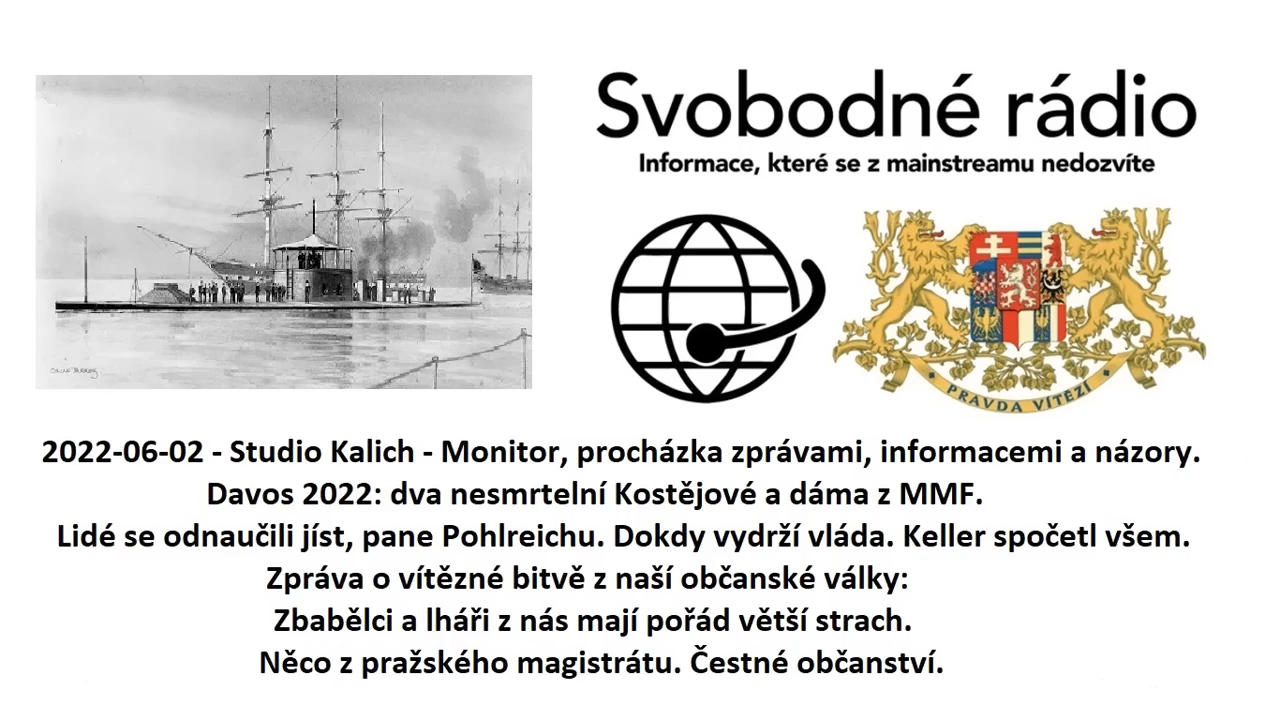 Svobodné rádio
Informace, které se z mainstreamu nedozvíte
PRAVDA VÍTĚZÍ
2022-06-02 - Studio Kalich - Monitor, procházka zprávami, informacemi a názory.
Davos 2022: dva nesmrtelní Kostějové a dáma z MMF.
Lidé se odnaučili jíst, pane Pohlreichu. Dokdy vydrží vláda. Keller spočetl všem.
Zpráva o vítězné bitvě z naší občanské války:
Zbabělci a lháři z nás mají pořád větší strach.
Něco z pražského magistrátu. Čestné občanství.